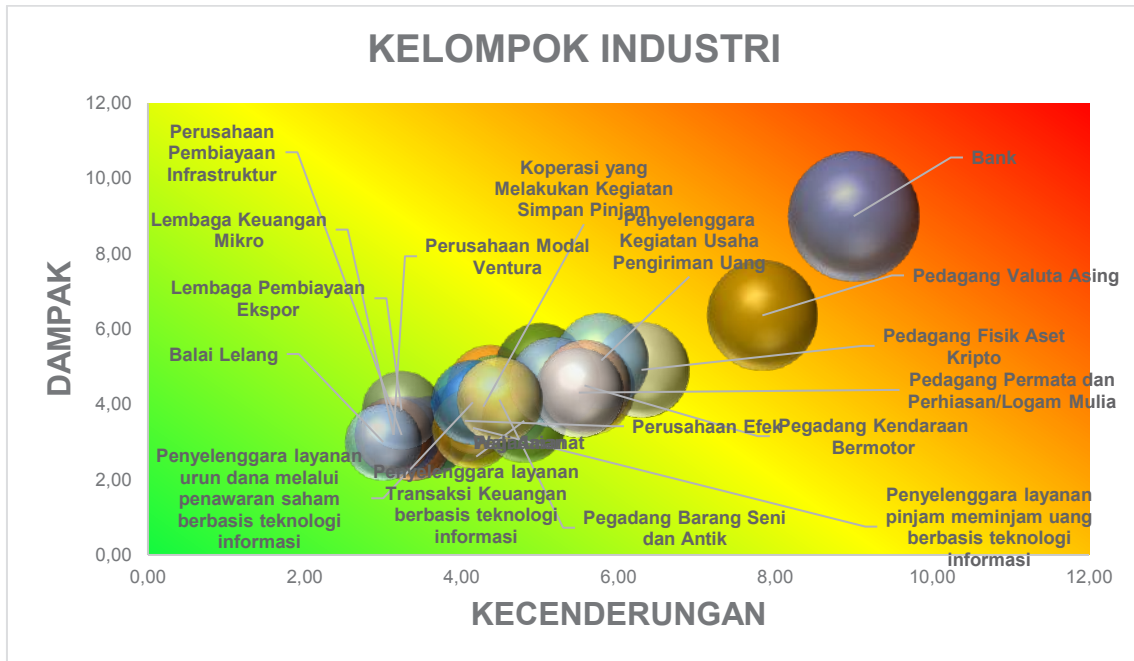 KELOMPOK INDUSTRI
12,00
10,00
8,00
6,00
4,00
2,00
0,00
DAMPAK
Perusahaan
Pembiayaan
Infrastruktur
Lembaga Keuangan
Mikro
Lembaga Pembiayaan
Ekspor
Balai Lelang
Perusahaan Modal
Ventura
Koperasi yang
Melakukan Kegiatan
Simpan Pinjam
Penyelenggara
Kegiatan Usaha
Pengiriman Uang
Bank
Pedagang Valuta Asing
Pedagang Fisik Aset
Kripto
Pedagang Permata dan
Perhiasan/Logam Mulia
Pegadang Kendaraan
Bermotor
Perusahaan Efek
Penyelenggara layanan
urun dana melalui
penawaran saham
berbasis teknologi
informasi
Penyelenggara layanan
Transaksi Keuangan
berbasis teknologi
informasi
Pegadang Barang Seni
dan Antik
Penyelenggara layanan
pinjam meminjam uang
berbasis teknologi
informasi
0,00
2,00
4,00
6,00
8,00
10,00
12,00
KECENDERUNGAN